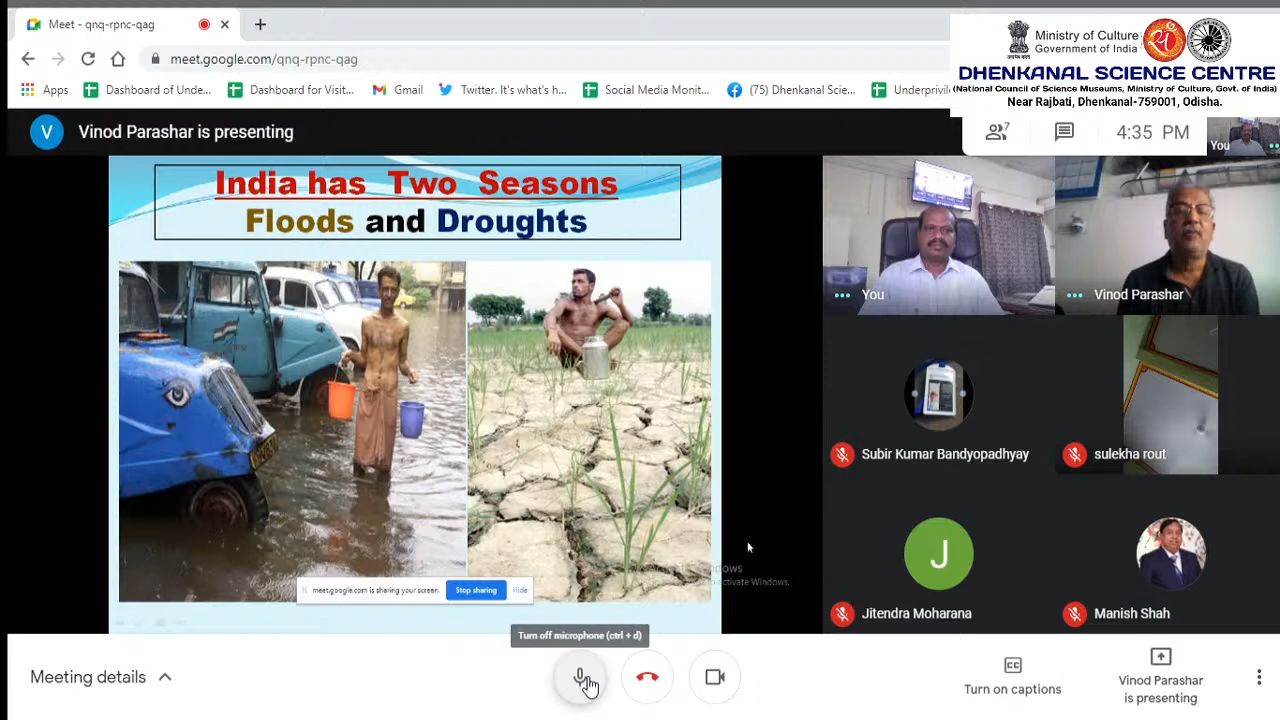 Meet - qnq-rpnc-qag
meet.google.com/qnq-rpnc-qag
Apps
Dashboard of Unde...
Dashboard for Visit...
Gmail
Twitter. It's what's h...
Social Media Monit...
(75) Dhenkanal Scie...
Underprivile
Ministry of Culture
Government of India
DHENKANAL SCIENCE CENTRE
(National Council of Science Museums, Ministry of Culture, Govt. of India)
Near Rajbati, Dhenkanal-759001, Odisha.
V
Vinod Parashar is presenting
7
4:35 PM
You
India has Two Seasons
Floods and Droughts
You
Vinod Parashar
Subir Kumar Bandyopadhyay
sulekha rout
J
Jitendra Moharana
Manish Shah
activate Windows.
meet.google.com is sharing your screen.
Stop sharing
Hide
Turn off microphone (ctrl + d)
Meeting details
Turn on captions
Vinod Parashar
is presenting